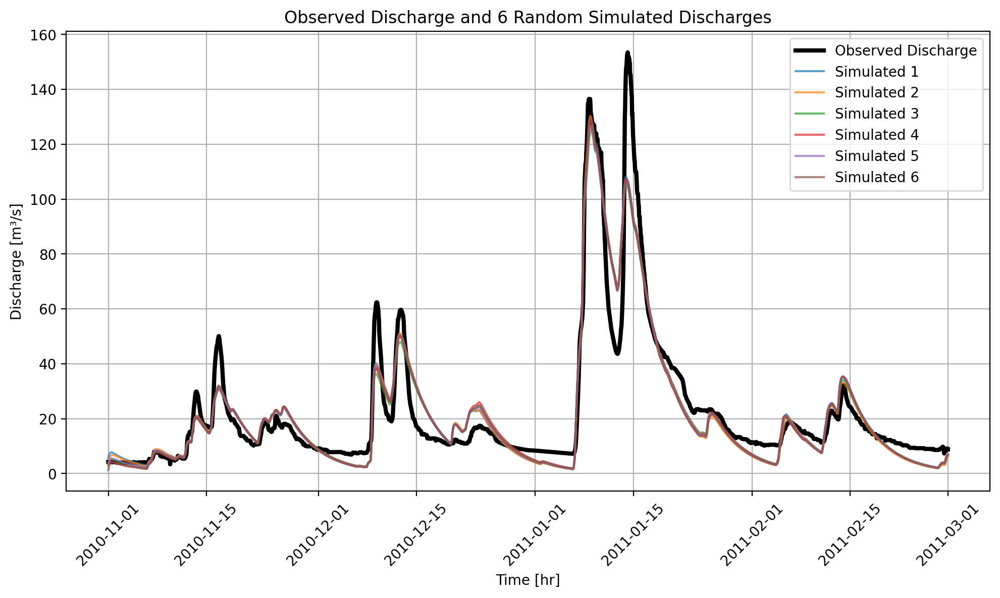 Observed Discharge and 6 Random Simulated Discharges
160
140
120
100
80
60
40
20
0
Discharge [m³/s]
Observed Discharge
Simulated 1
Simulated 2
Simulated 3
Simulated 4
Simulated 5
Simulated 6
2010-11-01
2010-11-15
2010-12-01
2010-12-15
2011-01-01
2011-01-15
2011-02-01
2011-02-15
2011-03-01
Time [hr]